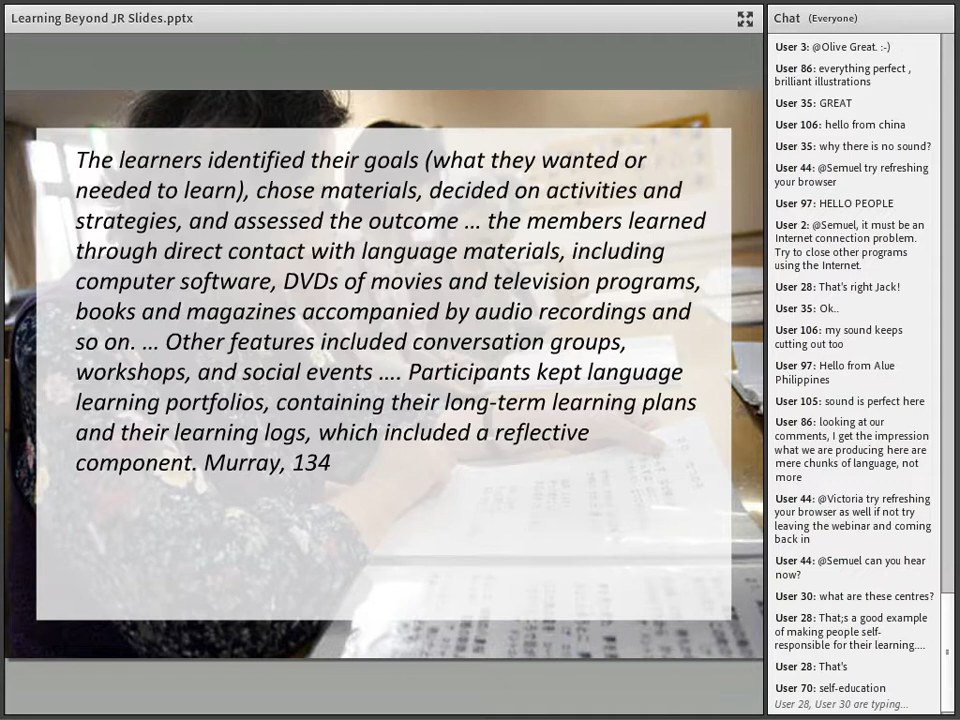 Learning Beyond JR Slides.pptx
The learners identified their goals (what they wanted or
needed to learn), chose materials, decided on activities and
strategies, and assessed the outcome ... the members learned
through direct contact with language materials, including
computer software, DVDs of movies and television programs,
books and magazines accompanied by audio recordings and
so on. ... Other features included conversation groups,
workshops, and social events .... Participants kept language
learning portfolios, containing their long-term learning plans
and their learning logs, which included a reflective
component. Murray, 134
Chat (Everyone)
User 3: @Olive Great. :-)
User 86: everything perfect ,
brilliant illustrations
User 35: GREAT
User 106: hello from china
User 35: why there is no sound?
User 44: @Semuel try refreshing
your browser
User 97: HELLO PEOPLE
User 2: @Semuel, it must be an
Internet connection problem.
Try to close other programs
using the Internet.
User 28: That's right Jack!
User 35: Ok..
User 106: my sound keeps
cutting out too
User 97: Hello from Alue
Philippines
User 105: sound is perfect here
User 86: looking at our
comments, I get the impression
what we are producing here are
mere chunks of language, not
more
User 44: @Victoria try refreshing
your browser as well if not try
leaving the webinar and coming
back in
User 44: @Semuel can you hear
now?
User 30: what are these centres?
User 28: That;s a good example
of making people self-
responsible for their learning....
User 28: That's
User 70: self-education
User 28, User 30 are typing...